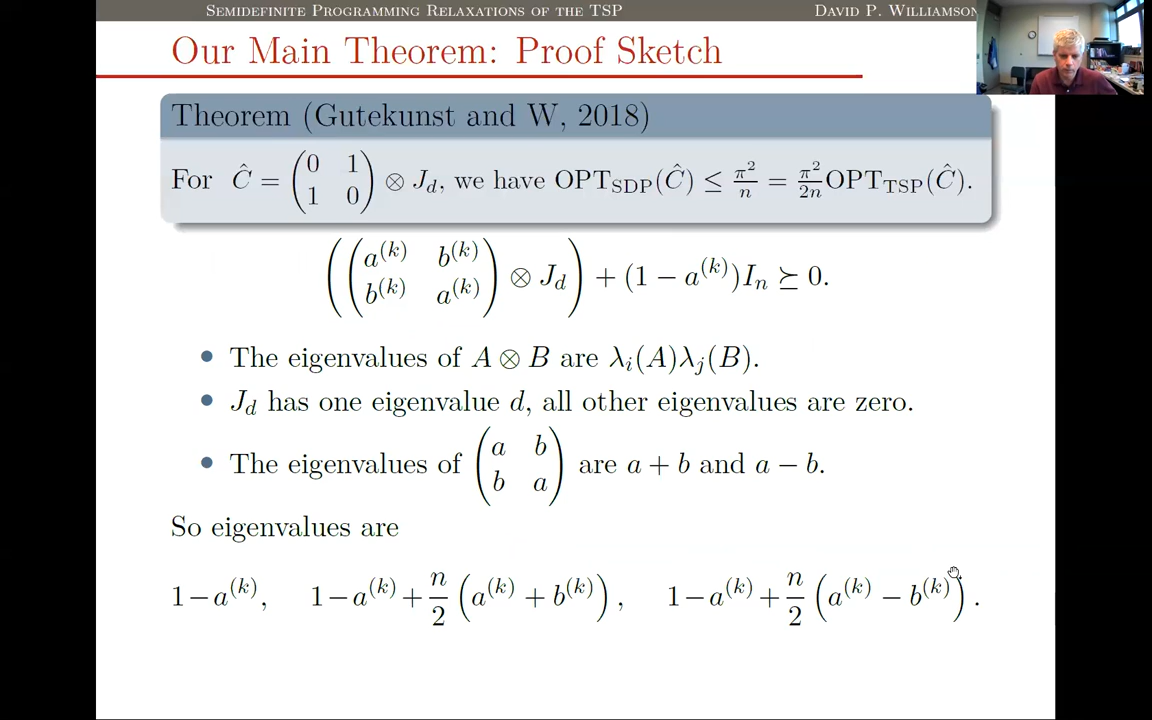 Semidefinite Programming Relaxations of the TSP David P. Williamson
Our Main Theorem: Proof Sketch
Theorem (Gutekunst and W, 2018)
For Ĉ = (0 1; 1 0) ⊗ J_d, we have OPT_SDP(Ĉ) ≤ π²/n = π²/2n OPT_TSP(Ĉ).
((a^(k) b^(k); b^(k) a^(k)) ⊗ J_d) + (1 − a^(k))I_n ⪰ 0.
• The eigenvalues of A ⊗ B are λ_i(A)λ_j(B).
• J_d has one eigenvalue d, all other eigenvalues are zero.
• The eigenvalues of (a b; b a) are a + b and a − b.
So eigenvalues are
1−a^(k), 1−a^(k)+n/2 (a^(k) + b^(k)), 1−a^(k)+n/2 (a^(k) − b^(k)).